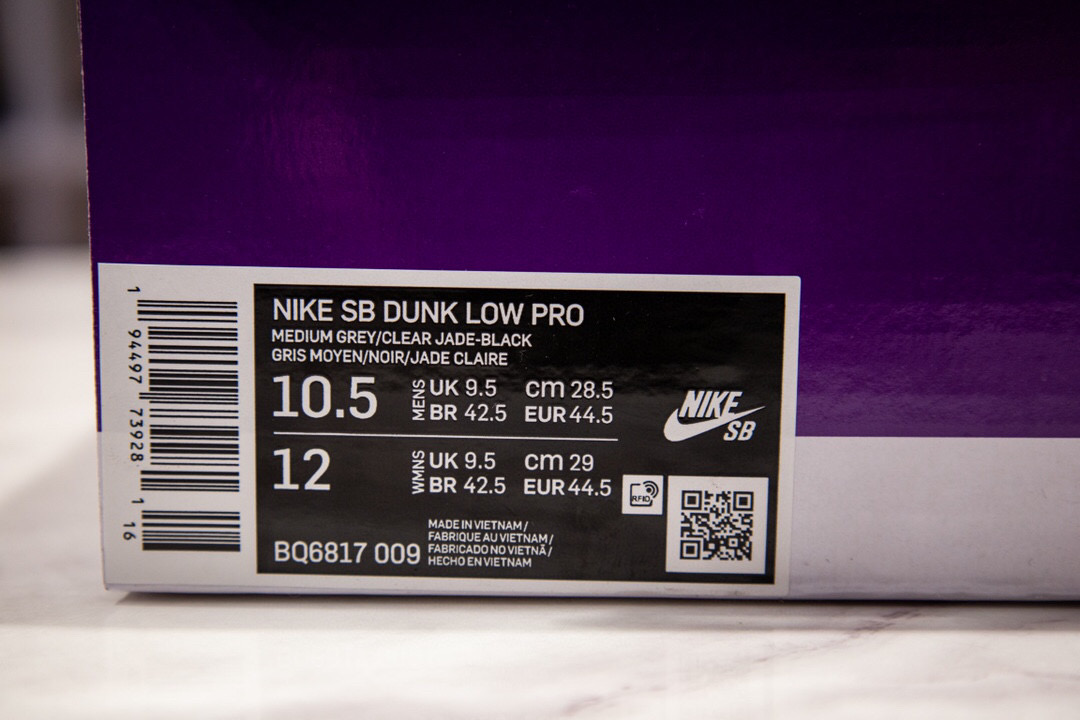 1 94497 73928 1 16
NIKE SB DUNK LOW PRO
MEDIUM GREY/CLEAR JADE-BLACK
GRIS MOYEN/NOIR/JADE CLAIRE
10.5 MENS UK 9.5 cm 28.5
BR 42.5 EUR 44.5
12 WMNS UK 9.5 cm 29
BR 42.5 EUR 44.5
NIKE
SB
RFID
BQ6817 009
MADE IN VIETNAM/
FABRIQUE AU VIETNAM/
FABRICADO NO VIETNÃ/
HECHO EN VIETNAM